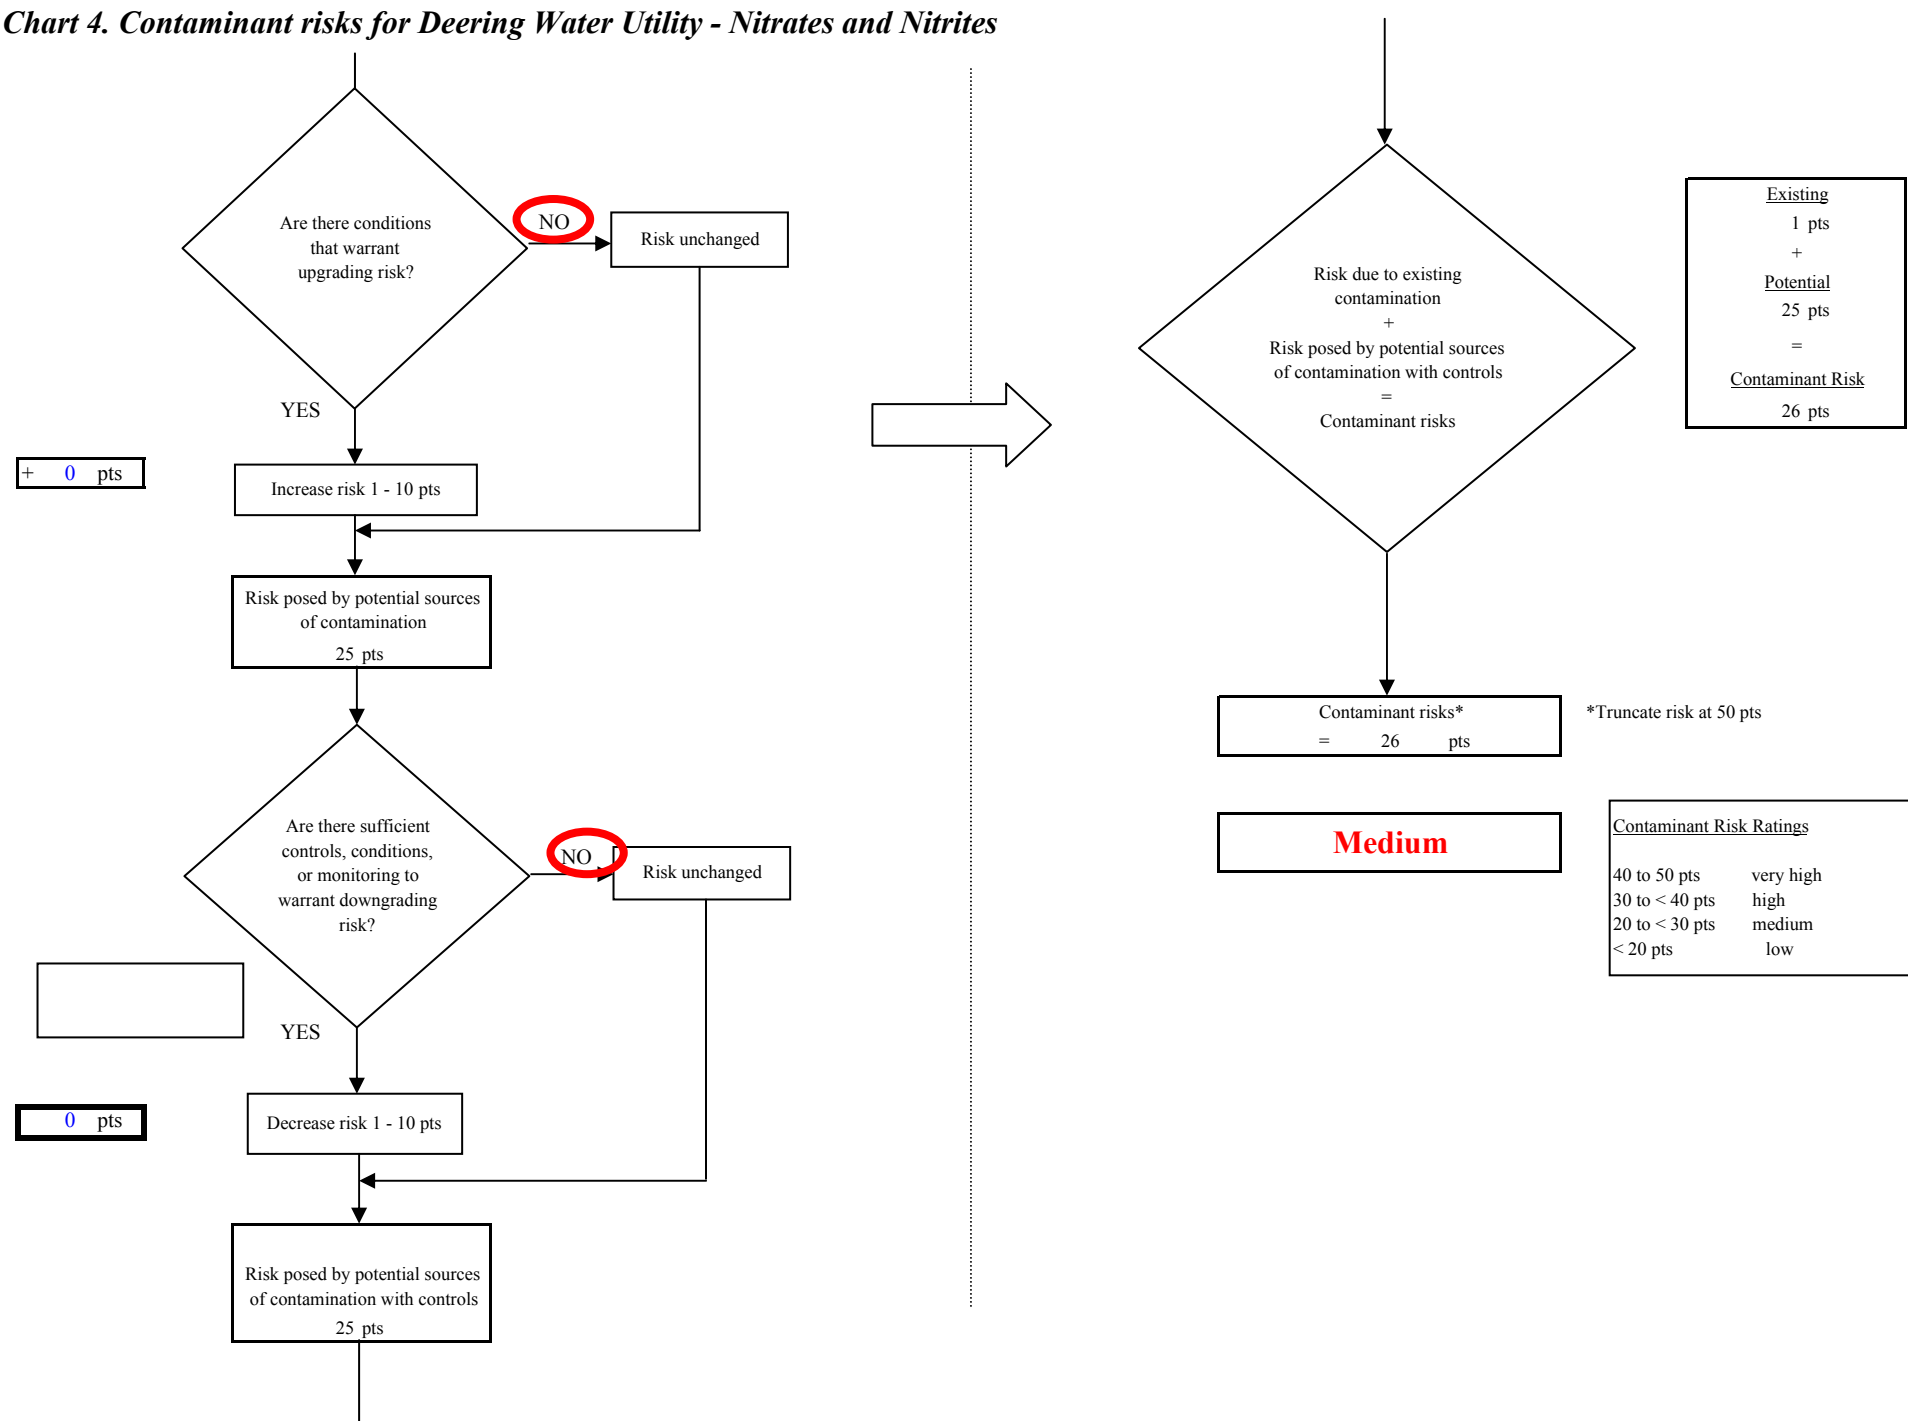 Chart 4. Contaminant risks for Deering Water Utility - Nitrates and Nitrites
Are there conditions
that warrant
upgrading risk?
NO
Risk unchanged
YES
+ 0 pts
Increase risk 1 - 10 pts
Risk posed by potential sources
of contamination
25 pts
Are there sufficient
controls, conditions,
or monitoring to
warrant downgrading
risk?
NO
Risk unchanged
YES
0 pts
Decrease risk 1 - 10 pts
Risk posed by potential sources
of contamination with controls
25 pts
Risk due to existing
contamination
+
Risk posed by potential sources
of contamination with controls
=
Contaminant risks
Existing
1 pts
+
Potential
25 pts
=
Contaminant Risk
26 pts
Contaminant risks*
= 26 pts
*Truncate risk at 50 pts
Medium
Contaminant Risk Ratings
40 to 50 pts very high
30 to < 40 pts high
20 to < 30 pts medium
< 20 pts low